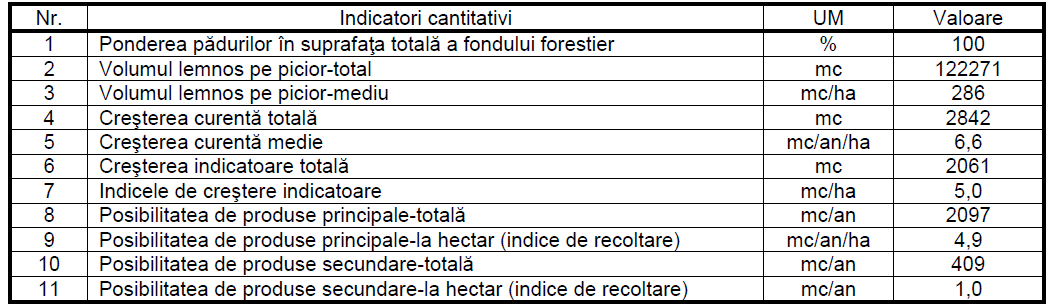 Nr. Indicatori cantitativi UM Valoare
1 Ponderea pădurilor în suprafaţa totală a fondului forestier % 100
2 Volumul lemnos pe picior-total mc 122271
3 Volumul lemnos pe picior-mediu mc/ha 286
4 Creşterea curentă totală mc 2842
5 Creşterea curentă medie mc/an/ha 6,6
6 Creşterea indicatoare totală mc 2061
7 Indicele de creştere indicatoare mc/ha 5,0
8 Posibilitatea de produse principale-totală mc/an 2097
9 Posibilitatea de produse principale-la hectar (indice de recoltare) mc/an/ha 4,9
10 Posibilitatea de produse secundare-totală mc/an 409
11 Posibilitatea de produse secundare-la hectar (indice de recoltare) mc/an 1,0